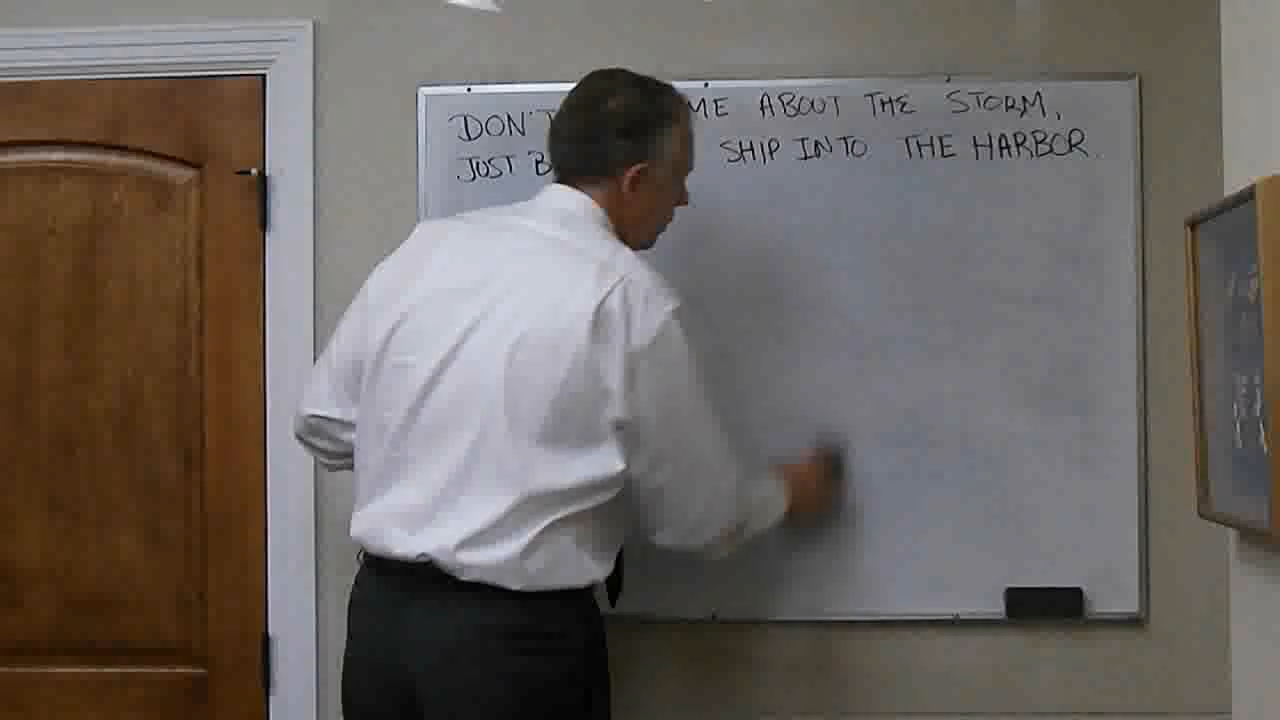 DON'T ME ABOUT THE STORM,
JUST B SHIP INTO THE HARBOR.